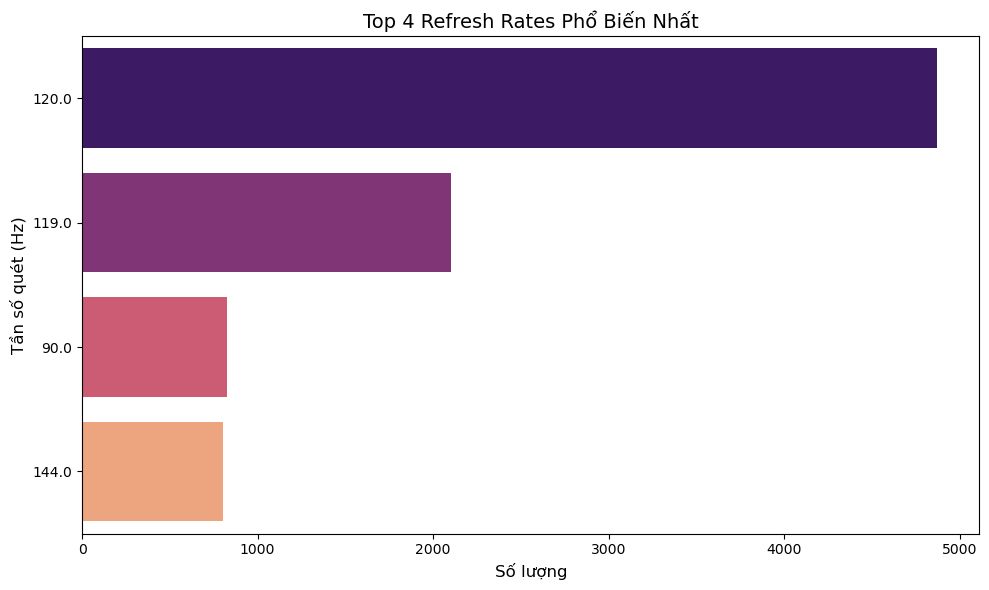 Top 4 Refresh Rates Phổ Biến Nhất
Tần số quét (Hz)
120.0
119.0
90.0
144.0
0 1000 2000 3000 4000 5000
Số lượng